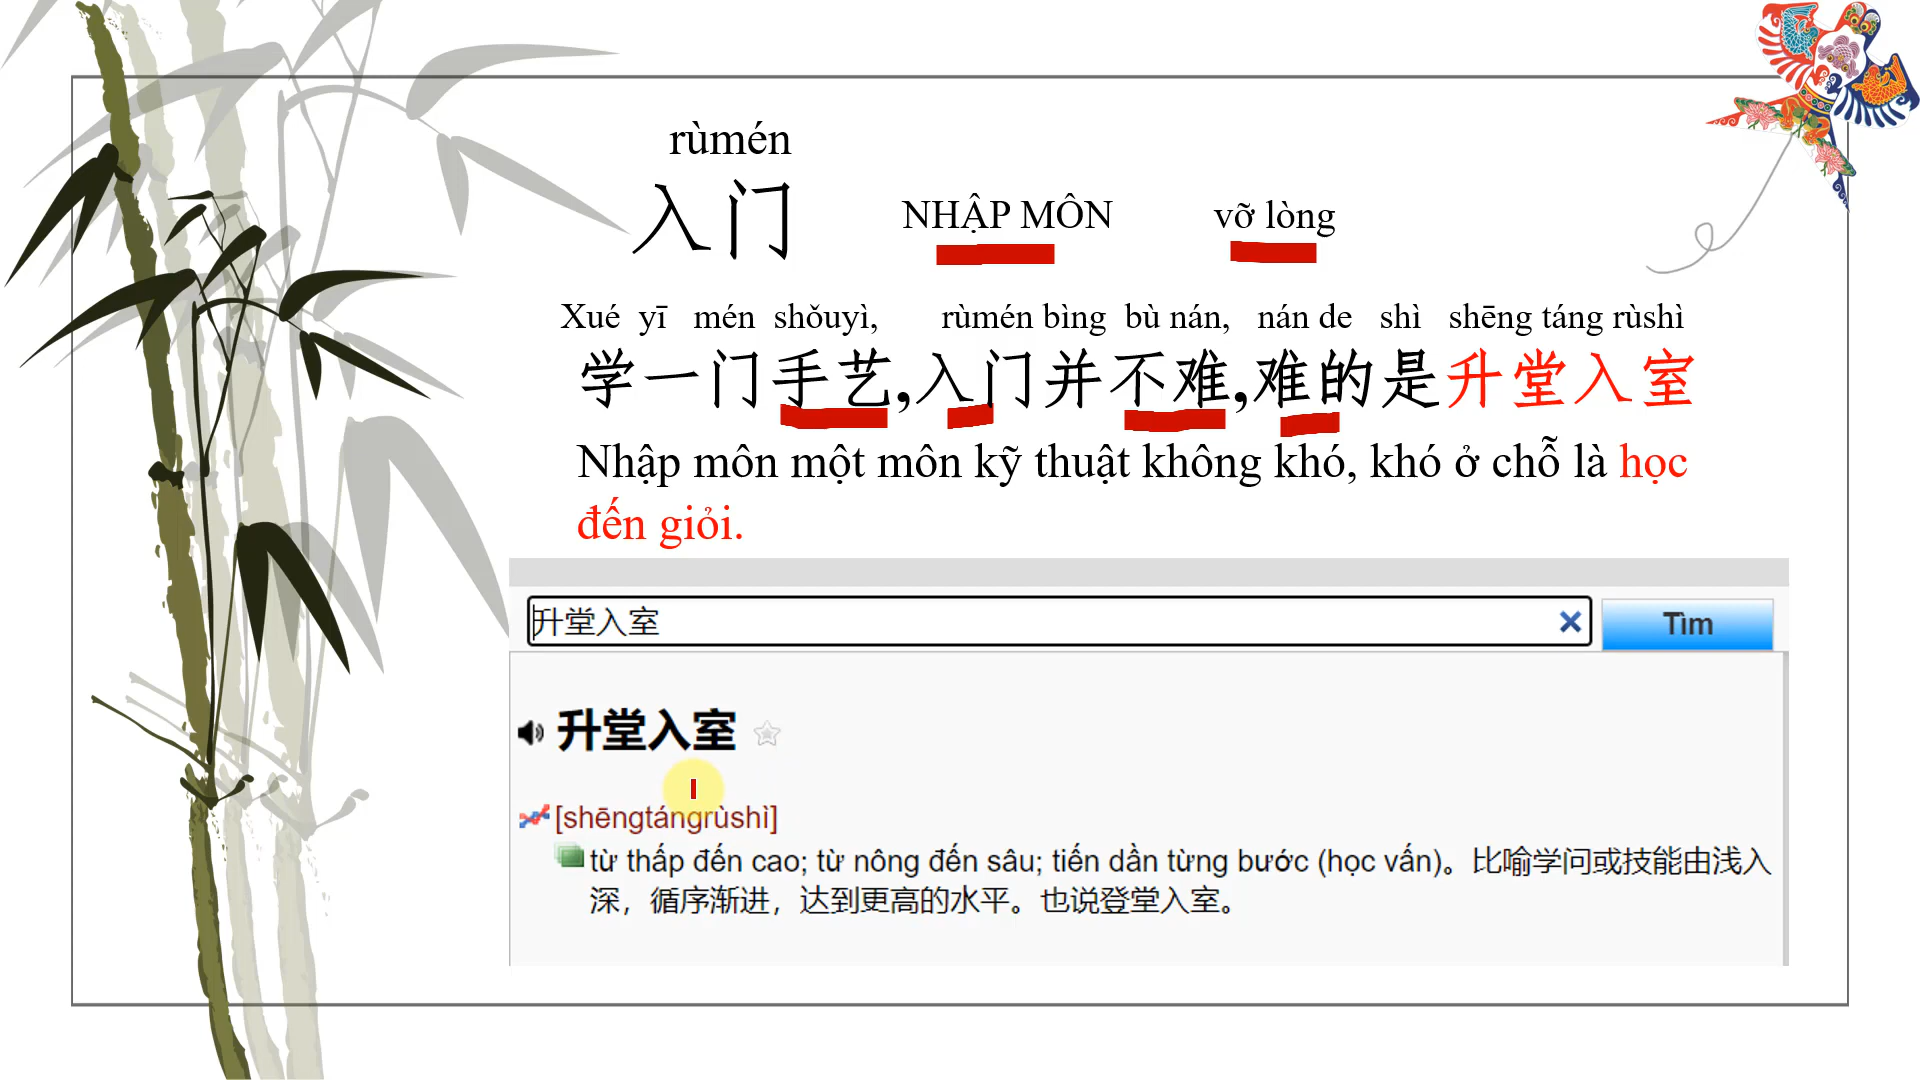 rùmén
入门 NHẬP MÔN vỡ lòng
Xué yī mén shǒuyì, rùmén bìng bù nán, nán de shì shēng táng rùshì
学一门手艺,入门并不难,难的是升堂入室
Nhập môn một môn kỹ thuật không khó, khó ở chỗ là học
đến giỏi.
升堂入室 Tìm
升堂入室
[shēngtángrùshì]
từ thấp đến cao; từ nông đến sâu; tiến dần từng bước (học vấn)。比喻学问或技能由浅入
深，循序渐进，达到更高的水平。也说登堂入室。